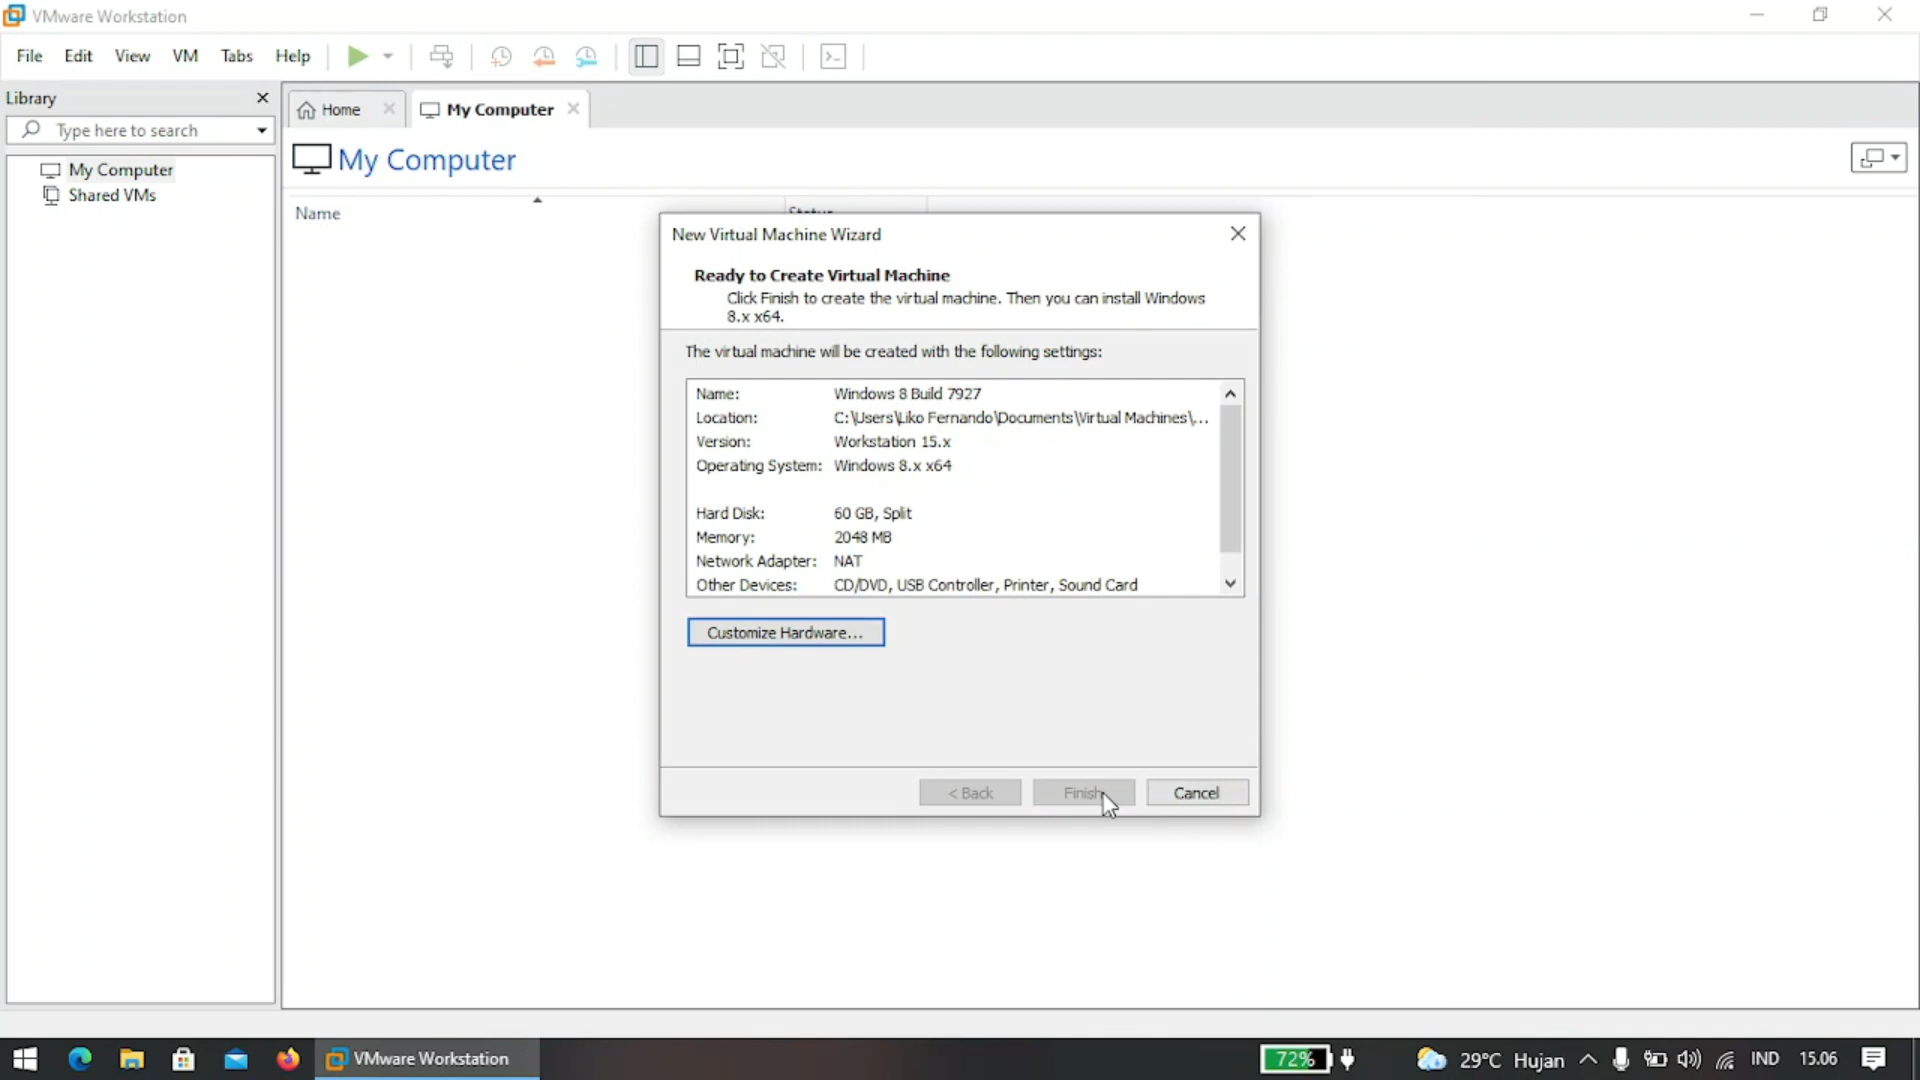 VMware Workstation
File Edit View VM Tabs Help
Library
Home
My Computer
Type here to search
My Computer
My Computer
Shared VMs
Name
Status
New Virtual Machine Wizard
Ready to Create Virtual Machine
Click Finish to create the virtual machine. Then you can install Windows
8.x x64.
The virtual machine will be created with the following settings:
Name: Windows 8 Build 7927
Location: C:\Users\Liko Fernando\Documents\Virtual Machines\...
Version: Workstation 15.x
Operating System: Windows 8.x x64
Hard Disk: 60 GB, Split
Memory: 2048 MB
Network Adapter: NAT
Other Devices: CD/DVD, USB Controller, Printer, Sound Card
Customize Hardware...
< Back Finish Cancel
VMware Workstation
72%
29°C Hujan
IND
15.06